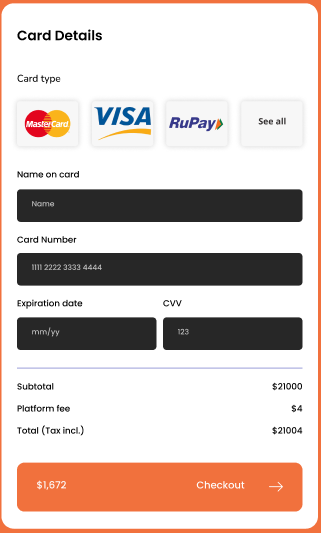 Card Details
Card type
MasterCard VISA RuPay See all
Name on card
Name
Card Number
1111 2222 3333 4444
Expiration date CVV
mm/yy 123
Subtotal $21000
Platform fee $4
Total (Tax incl.) $21004
$1,672 Checkout